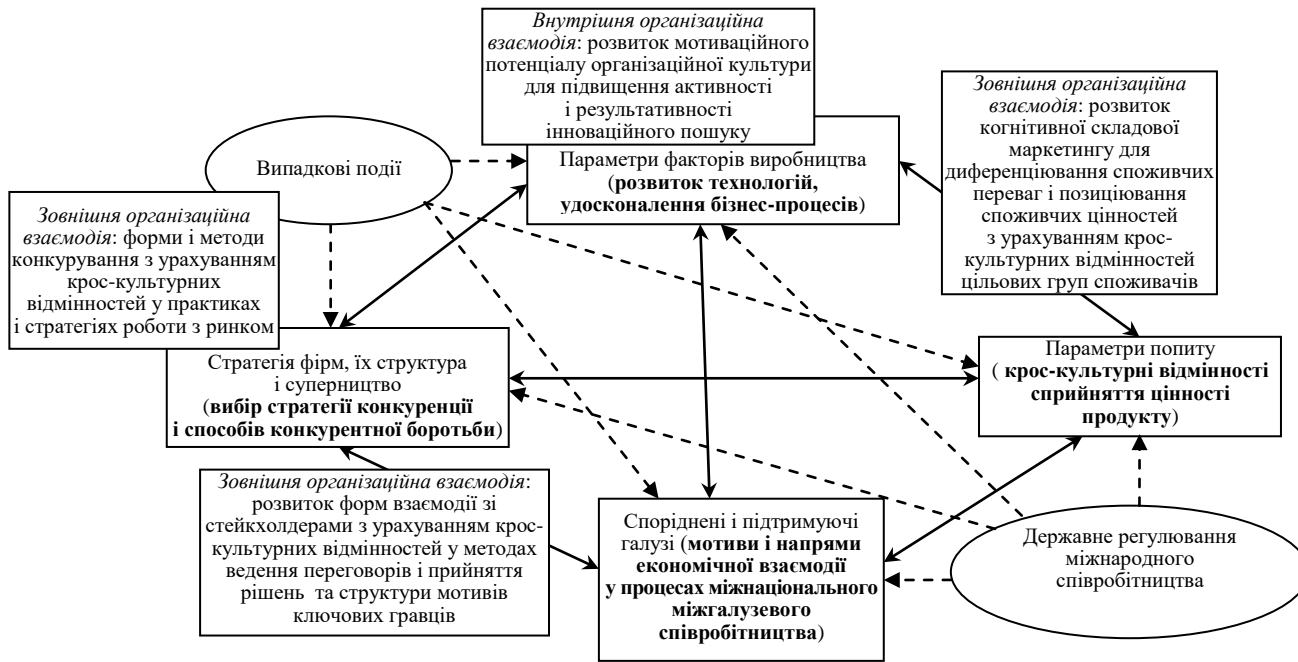 Внутрішня організаційна
взаємодія: розвиток мотиваційного
потенціалу організаційної культури
для підвищення активності
і результативності
інноваційного пошуку
Параметри факторів виробництва
(розвиток технологій,
удосконалення бізнес-процесів)
Випадкові події
Зовнішня організаційна
взаємодія: розвиток
когнітивної складової
маркетингу для
диференціювання споживчих
переваг і позиціювання
споживчих цінностей
з урахуванням крос-
культурних відмінностей
цільових груп споживачів
Зовнішня організаційна
взаємодія: форми і методи
конкурування з урахуванням
крос-культурних
відмінностей у практиках
і стратегіях роботи з ринком
Стратегія фірм, їх структура
і суперництво
(вибір стратегії конкуренції
і способів конкурентної боротьби)
Параметри попиту
( крос-культурні відмінності
сприйняття цінності
продукту)
Зовнішня організаційна взаємодія:
розвиток форм взаємодії зі
стейкхолдерами з урахуванням крос-
культурних відмінностей у методах
ведення переговорів і прийняття
рішень та структури мотивів
ключових гравців
Споріднені і підтримуючі
галузі (мотиви і напрями
економічної взаємодії
у процесах міжнаціонального
міжгалузевого
співробітництва)
Державне регулювання
міжнародного
співробітництва